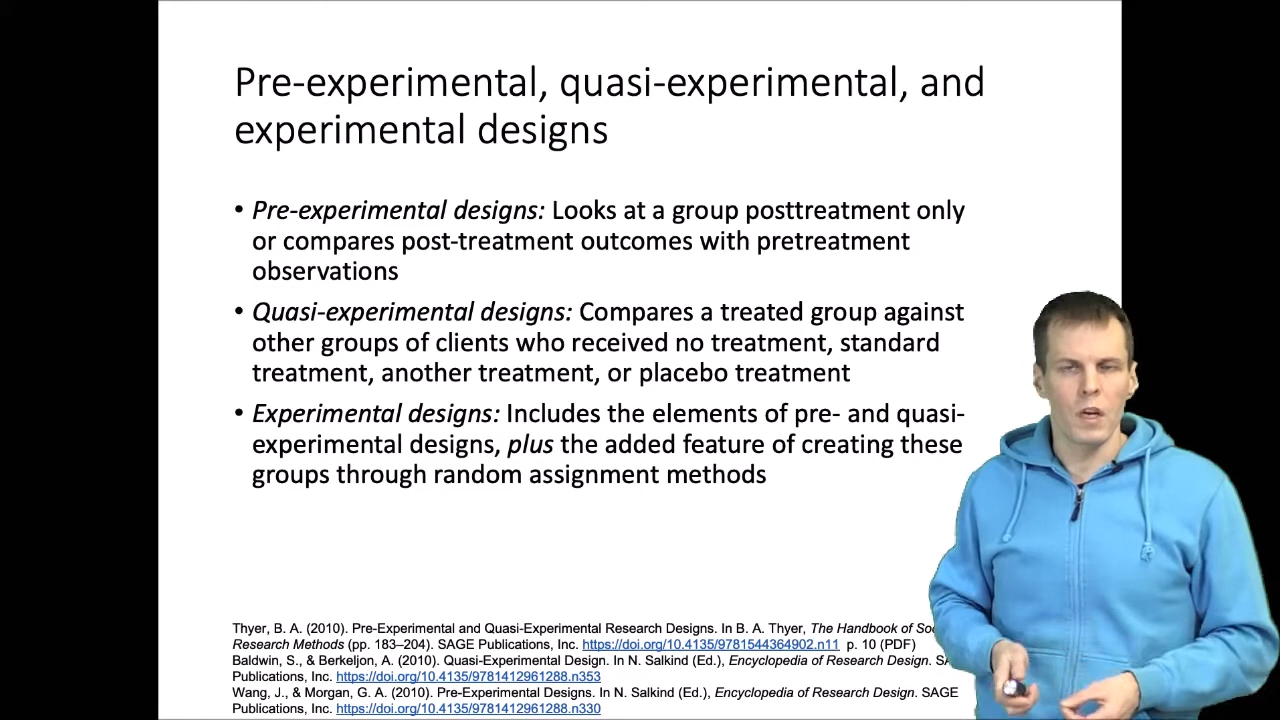 Pre-experimental, quasi-experimental, and
experimental designs
• Pre-experimental designs: Looks at a group posttreatment only
or compares post-treatment outcomes with pretreatment
observations
• Quasi-experimental designs: Compares a treated group against
other groups of clients who received no treatment, standard
treatment, another treatment, or placebo treatment
• Experimental designs: Includes the elements of pre- and quasi-
experimental designs, plus the added feature of creating these
groups through random assignment methods
Thyer, B. A. (2010). Pre-Experimental and Quasi-Experimental Research Designs. In B. A. Thyer, The Handbook of
Research Methods (pp. 183–204). SAGE Publications, Inc. https://doi.org/10.4135/9781544364902.n11 p. 10 (PDF)
Baldwin, S., & Berkeljon, A. (2010). Quasi-Experimental Design. In N. Salkind (Ed.), Encyclopedia of Research Design.
Publications, Inc. https://doi.org/10.4135/9781412961288.n353
Wang, J., & Morgan, G. A. (2010). Pre-Experimental Designs. In N. Salkind (Ed.), Encyclopedia of Research Design. SAGE
Publications, Inc. https://doi.org/10.4135/9781412961288.n330